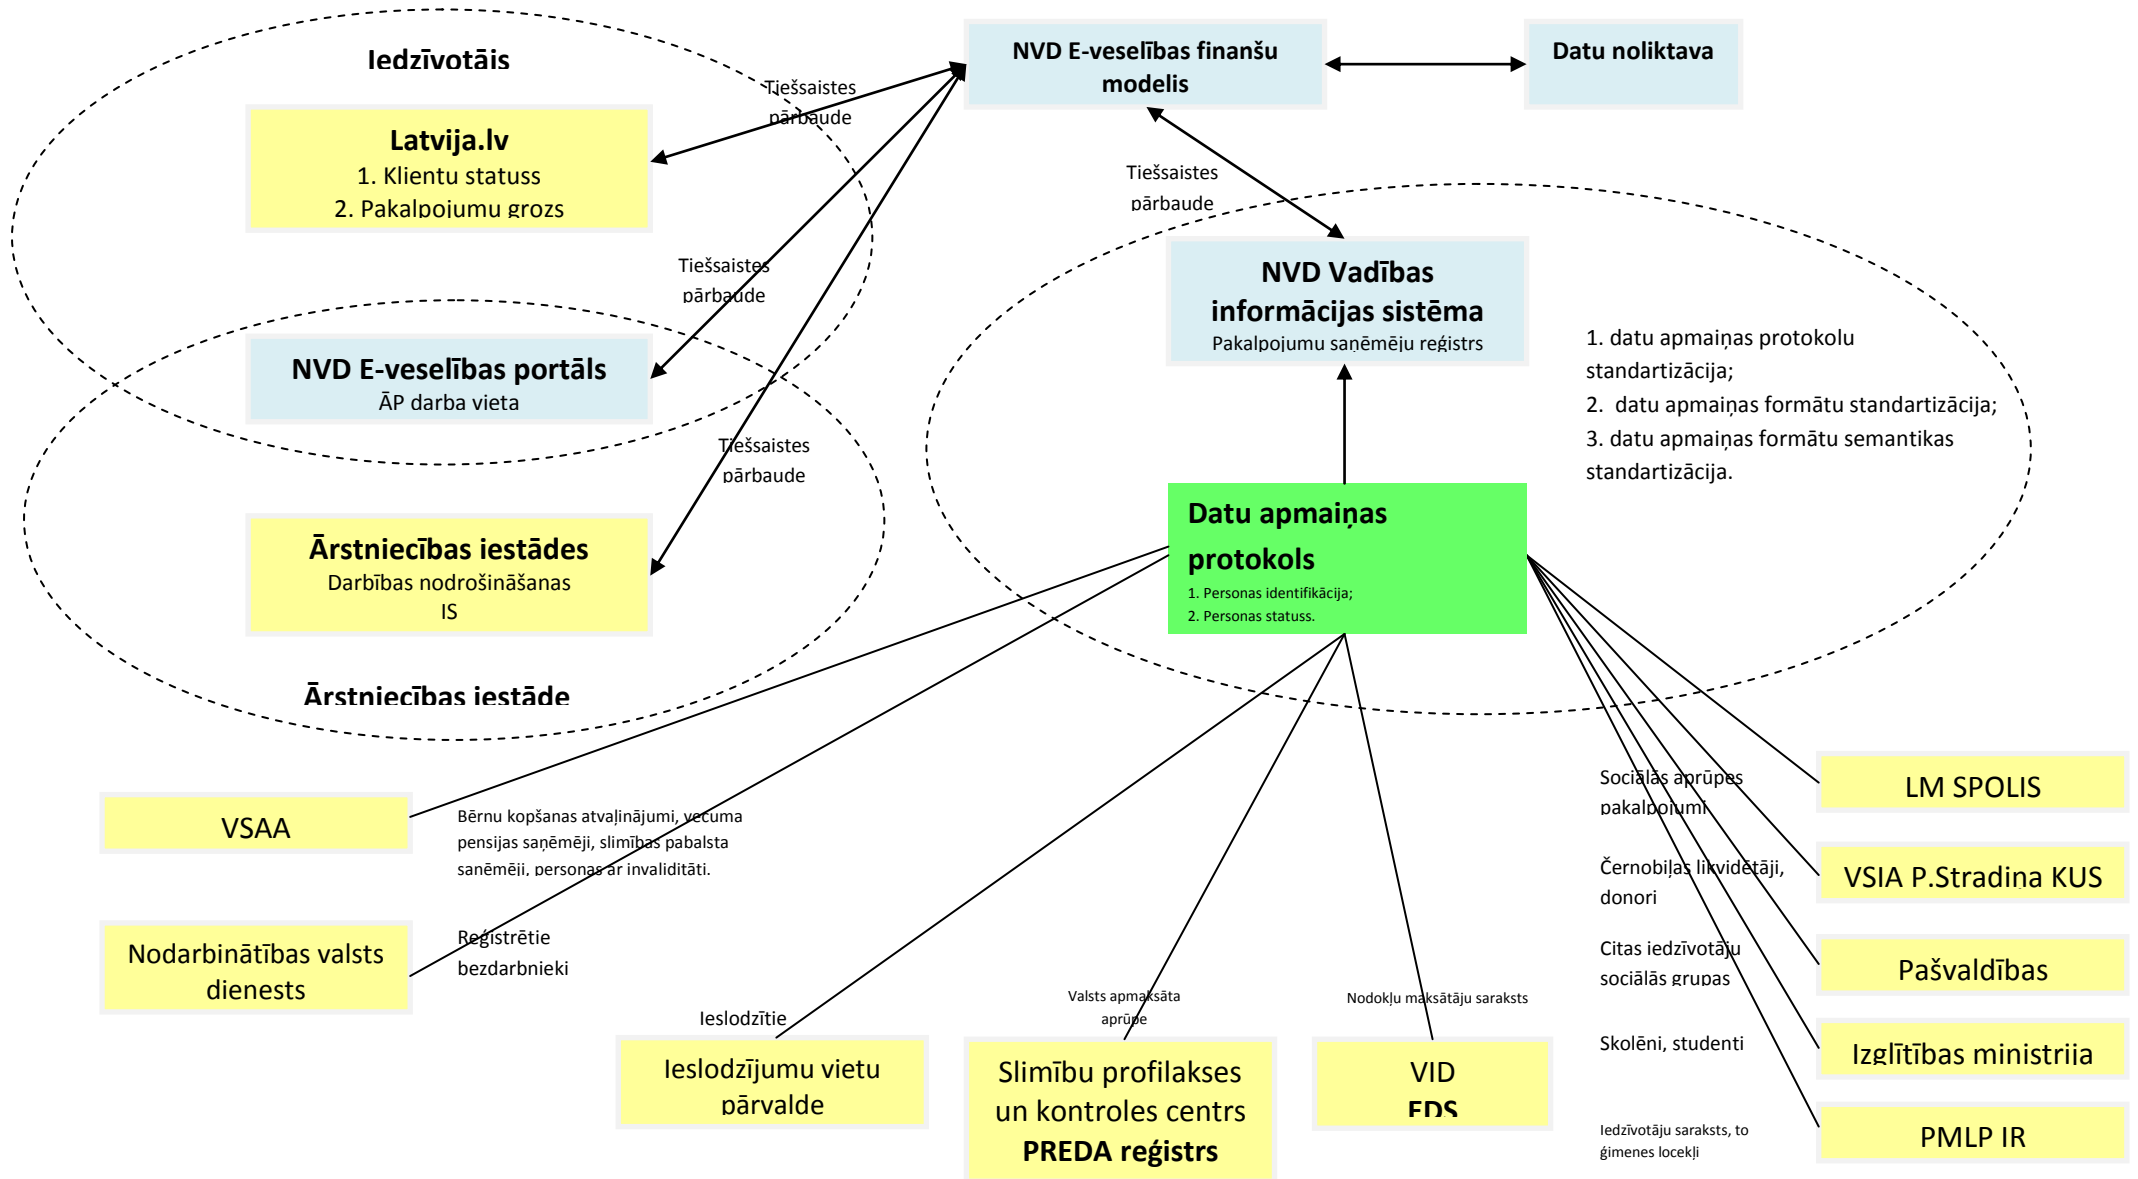 Iedzīvotājs
Latvija.lv
1. Klientu statuss
2. Pakalpojumu grozs
NVD E-veselības finanšu
modelis
Datu noliktava
Tiešsaistes
pārbaude
Tiešsaistes
pārbaude
Tiešsaistes
pārbaude
Tiešsaistes
pārbaude
NVD E-veselības portāls
ĀP darba vieta
Ārstniecības iestādes
Darbības nodrošināšanas
IS
Ārstniecības iestāde
NVD Vadības
informācijas sistēma
Pakalpojumu saņēmēju reģistrs
1. datu apmaiņas protokolu
standartizācija;
2.  datu apmaiņas formātu standartizācija;
3. datu apmaiņas formātu semantikas
standartizācija.
Datu apmaiņas
protokols
1. Personas identifikācija;
2. Personas statuss.
VSAA
Bērnu kopšanas atvaļinājumi, vecuma
pensijas saņēmēji, slimības pabalsta
saņēmēji, personas ar invaliditāti.
Nodarbinātības valsts
dienests
Reģistrētie
bezdarbnieki
Ieslodzītie
Ieslodzījumu vietu
pārvalde
Valsts apmaksāta
aprūpe
Slimību profilakses
un kontroles centrs
PREDA reģistrs
Nodokļu maksātāju saraksts
VID
EDS
Sociālās aprūpes
pakalpojumi
LM SPOLIS
Černobiļas likvidētāji,
donori
VSIA P.Stradiņa KUS
Citas iedzīvotāju
sociālās grupas
Pašvaldības
Skolēni, studenti
Izglītības ministrija
Iedzīvotāju saraksts, to
ģimenes locekļi
PMLP IR